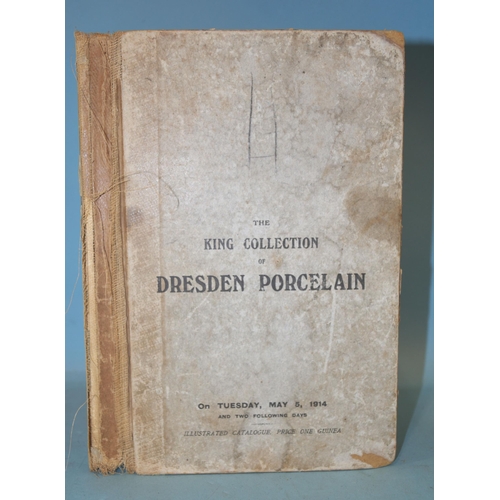 THE
KING COLLECTION
OF
DRESDEN PORCELAIN
On TUESDAY, MAY 5, 1914
AND TWO FOLLOWING DAYS
ILLUSTRATED CATALOGUE, PRICE ONE GUINEA